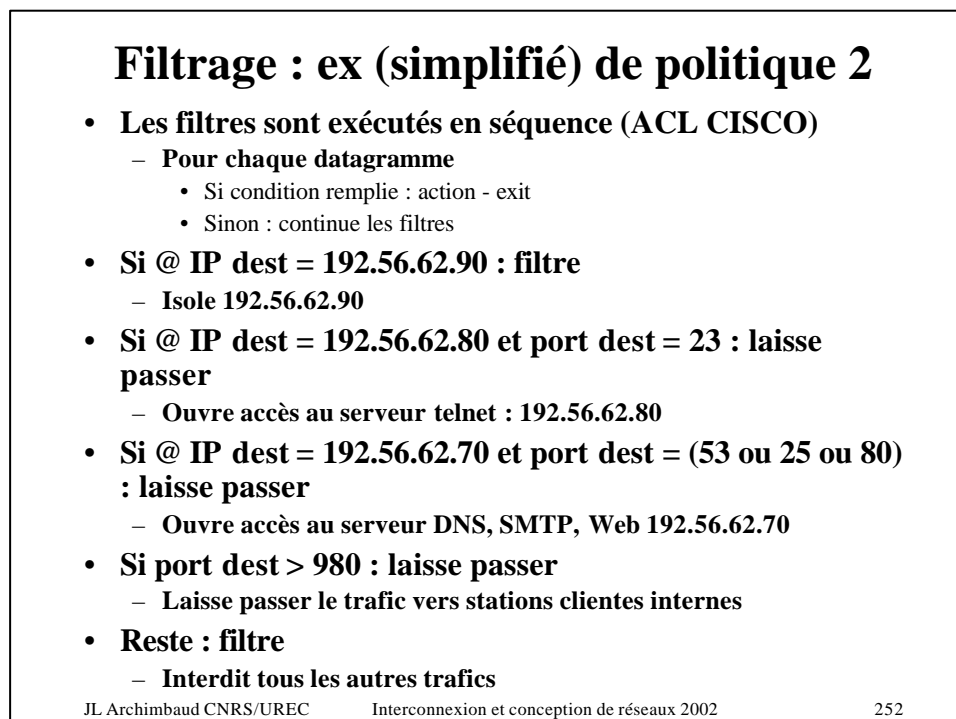 Filtrage : ex (simplifié) de politique 2
• Les filtres sont exécutés en séquence (ACL CISCO)
– Pour chaque datagramme
• Si condition remplie : action - exit
• Sinon : continue les filtres
• Si @ IP dest = 192.56.62.90 : filtre
– Isole 192.56.62.90
• Si @ IP dest = 192.56.62.80 et port dest = 23 : laisse
passer
– Ouvre accès au serveur telnet : 192.56.62.80
• Si @ IP dest = 192.56.62.70 et port dest = (53 ou 25 ou 80)
: laisse passer
– Ouvre accès au serveur DNS, SMTP, Web 192.56.62.70
• Si port dest > 980 : laisse passer
– Laisse passer le trafic vers stations clientes internes
• Reste : filtre
– Interdit tous les autres trafics
JL Archimbaud CNRS/UREC Interconnexion et conception de réseaux 2002 252